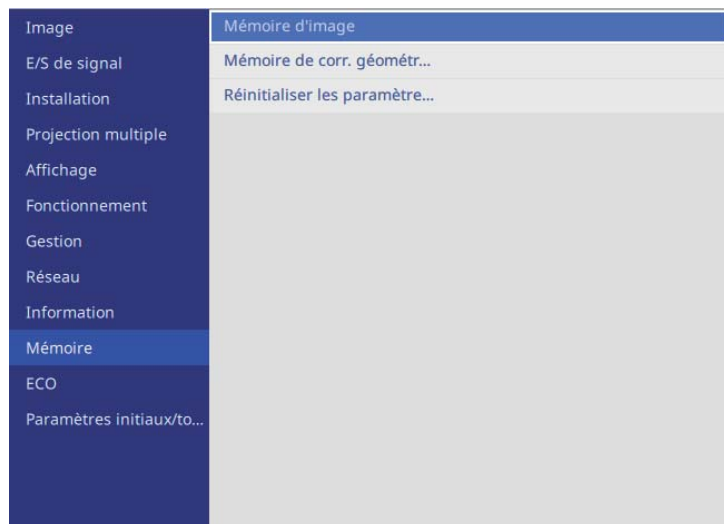 Image
E/S de signal
Installation
Projection multiple
Affichage
Fonctionnement
Gestion
Réseau
Information
Mémoire
ECO
Paramètres initiaux/to...
Mémoire d'image
Mémoire de corr. géométr...
Réinitialiser les paramètre...